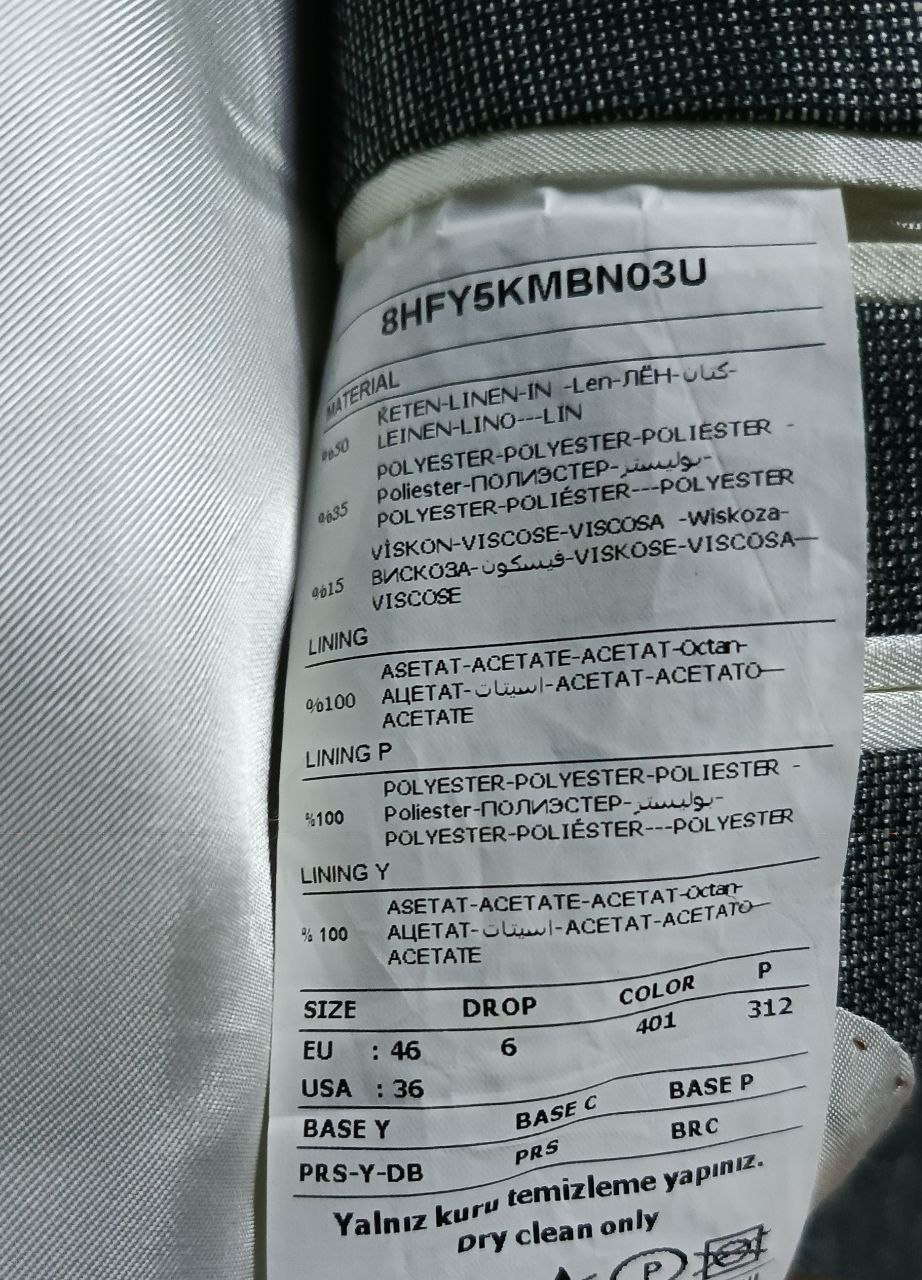 8HFY5KMBN03U
MATERIAL
%50 KETEN-LINEN-IN -Len-ЛЁН-كتان-
LEINEN-LINO---LIN
%35 POLYESTER-POLYESTER-POLIÉSTER -
Poliester-ПОЛИЭСТЕР-بوليستر-
POLYESTER-POLIÉSTER---POLYESTER
%15 VİSKON-VISCOSE-VISCOSA -Wiskoza-
ВИСКОЗА-فيسكون-VISKOSE-VISCOSA—
VISCOSE
LINING
%100 ASETAT-ACETATE-ACETAT-Octan-
АЦЕТАТ-اسيتات-ACETAT-ACETATO—
ACETATE
LINING P
%100 POLYESTER-POLYESTER-POLIESTER -
Poliester-ПОЛИЭСТЕР-بوليستر-
POLYESTER-POLIÉSTER---POLYESTER
LINING Y
% 100 ASETAT-ACETATE-ACETAT-Octan-
АЦЕТАТ-اسيتات-ACETAT-ACETATO—
ACETATE
SIZE DROP COLOR P
EU : 46 6 401 312
USA : 36
BASE Y BASE C BASE P
PRS-Y-DB PRS BRC
Yalnız kuru temizleme yapınız.
Dry clean only
P